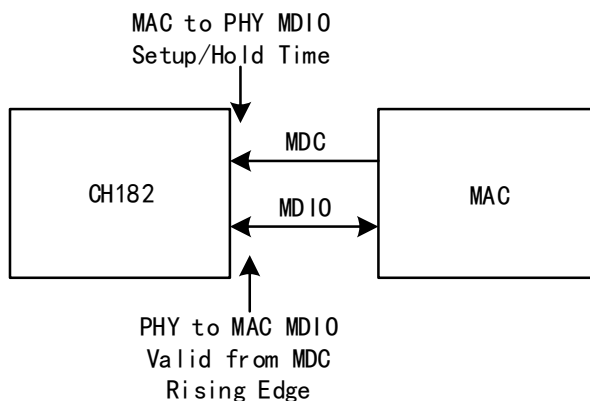 MAC to PHY MDIO
Setup/Hold Time
MDC
CH182
MAC
MDIO
PHY to MAC MDIO
Valid from MDC
Rising Edge